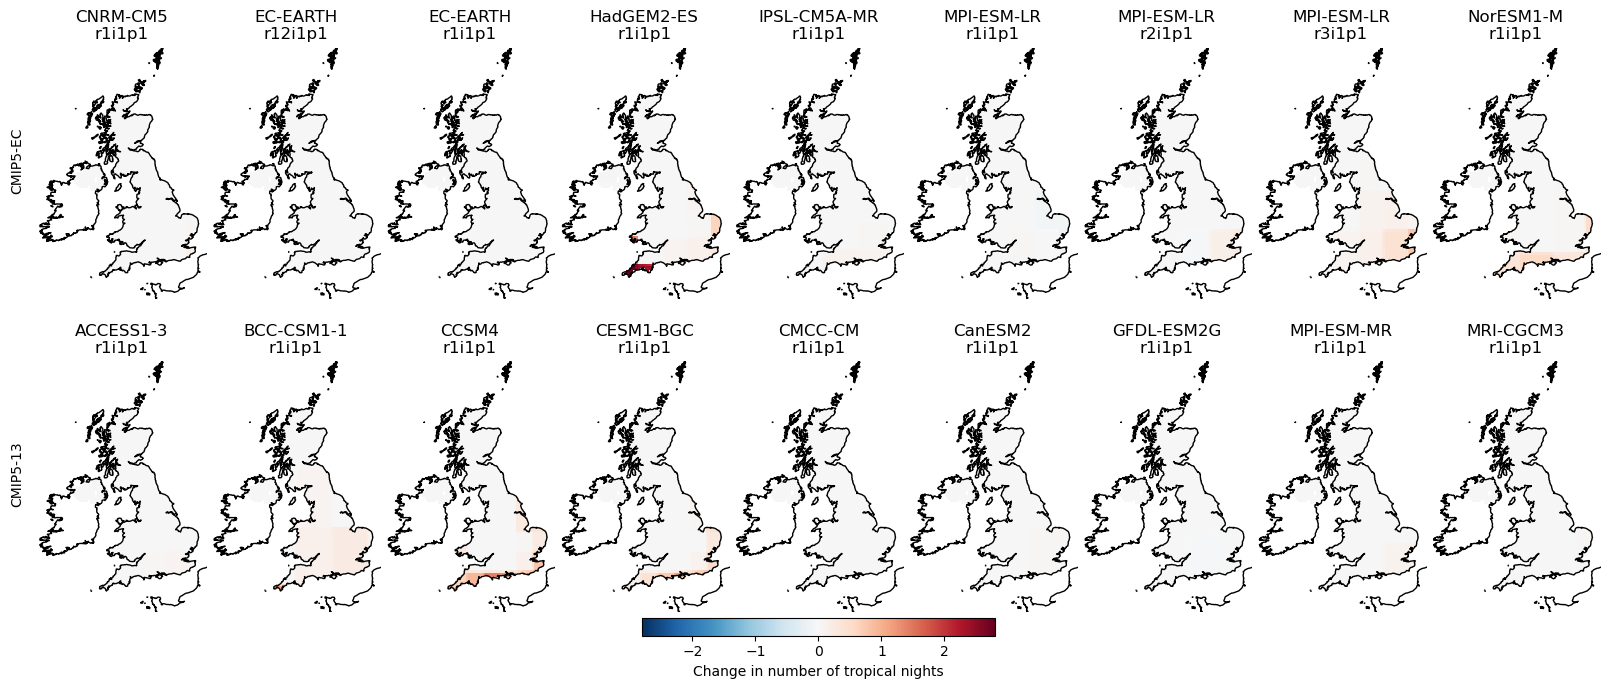 CNRM-CM5 EC-EARTH EC-EARTH HadGEM2-ES IPSL-CM5A-MR MPI-ESM-LR MPI-ESM-LR MPI-ESM-LR NorESM1-M
r1i1p1 r12i1p1 r1i1p1 r1i1p1 r1i1p1 r1i1p1 r2i1p1 r3i1p1 r1i1p1
CMIP5-EC
ACCESS1-3 BCC-CSM1-1 CCSM4 CESM1-BGC CMCC-CM CanESM2 GFDL-ESM2G MPI-ESM-MR MRI-CGCM3
r1i1p1 r1i1p1 r1i1p1 r1i1p1 r1i1p1 r1i1p1 r1i1p1 r1i1p1 r1i1p1
CMIP5-13
−2 −1 0 1 2
Change in number of tropical nights